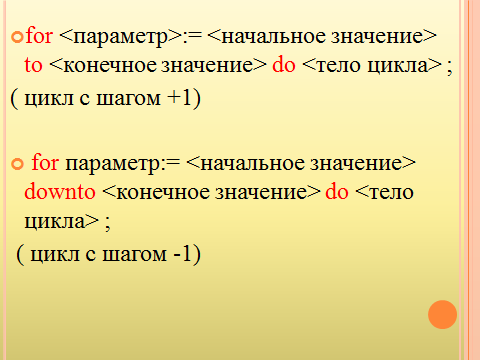 for <параметр>:= <начальное значение>
to <конечное значение> do <тело цикла> ;
( цикл с шагом +1)
for параметр:= <начальное значение>
downto <конечное значение> do <тело
цикла> ;
( цикл с шагом -1)